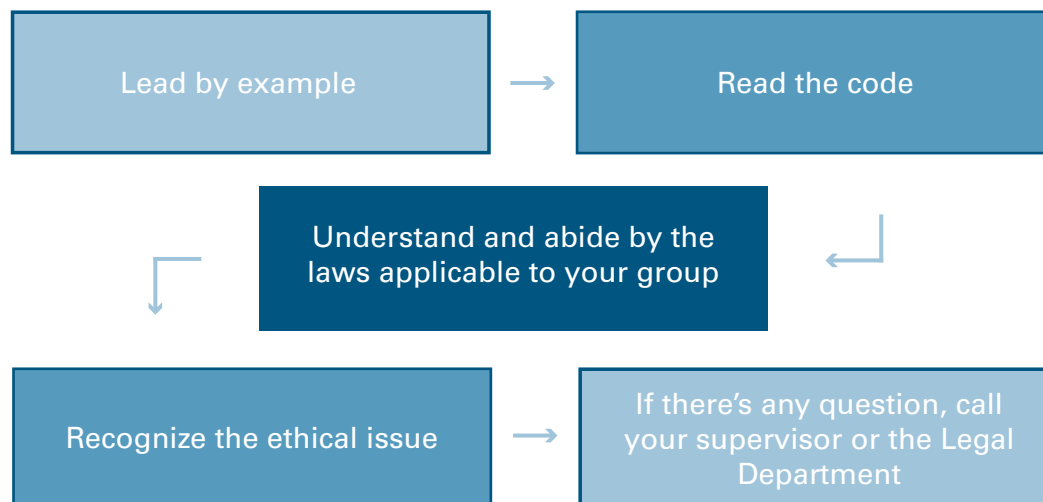 Lead by example
Read the code
Understand and abide by the
laws applicable to your group
Recognize the ethical issue
If there’s any question, call
your supervisor or the Legal
Department